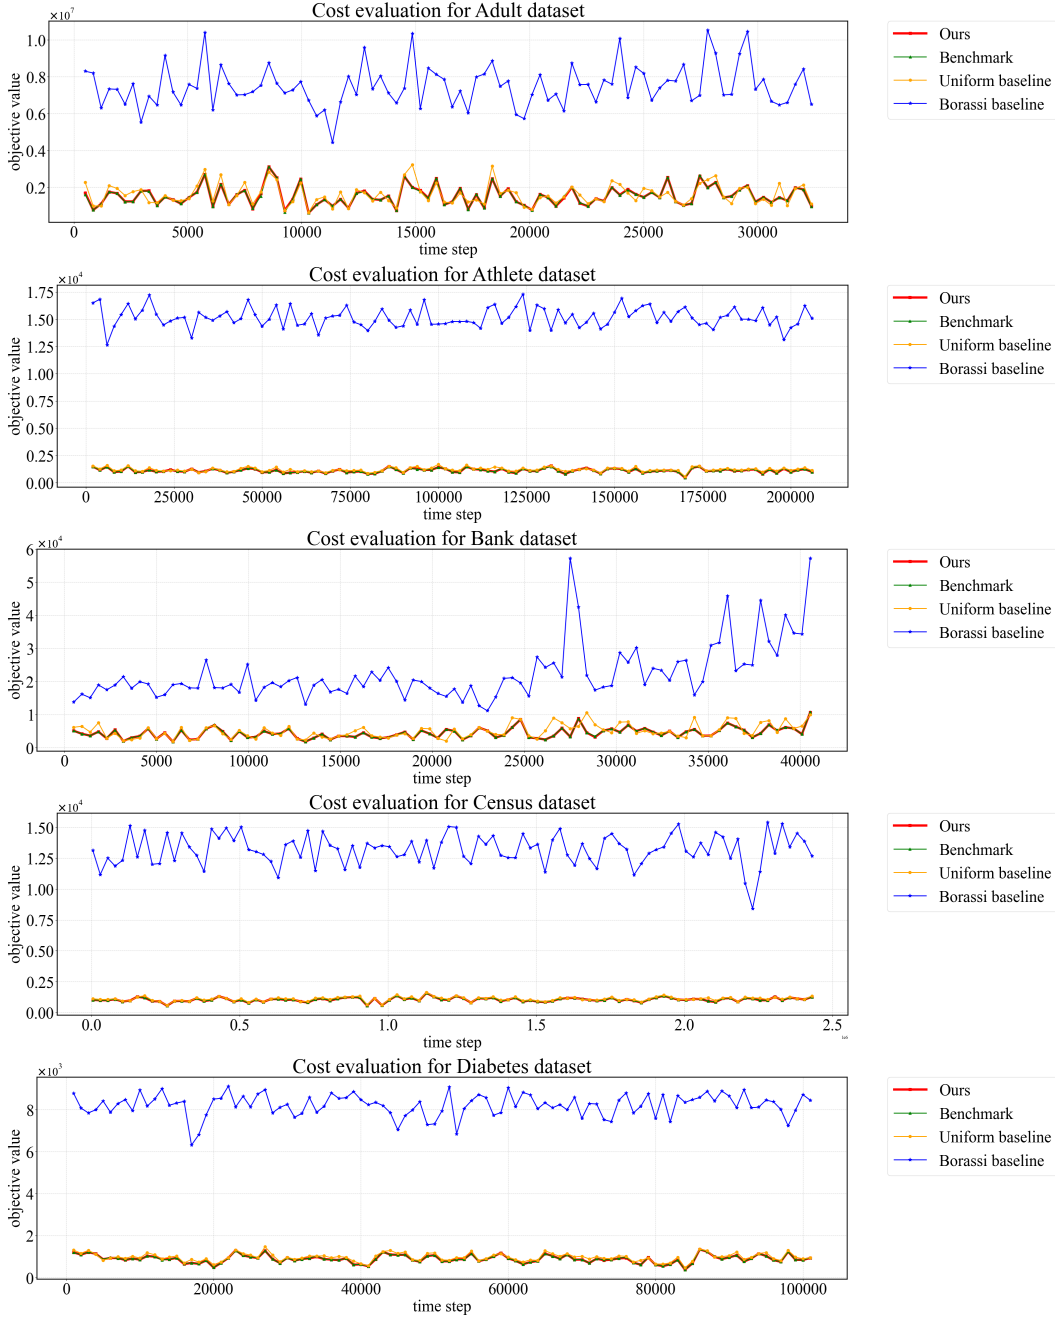 Cost evaluation for Adult dataset
×10⁷
1.0
0.8
0.6
0.4
0.2
objective value
0 5000 10000 15000 20000 25000 30000
time step
Ours
Benchmark
Uniform baseline
Borassi baseline
Cost evaluation for Athlete dataset
×10⁴
1.75
1.50
1.25
1.00
0.75
0.50
0.25
0.00
objective value
0 25000 50000 75000 100000 125000 150000 175000 200000
time step
Ours
Benchmark
Uniform baseline
Borassi baseline
Cost evaluation for Bank dataset
×10⁴
6
5
4
3
2
1
0
objective value
0 5000 10000 15000 20000 25000 30000 35000 40000
time step
Ours
Benchmark
Uniform baseline
Borassi baseline
Cost evaluation for Census dataset
×10⁴
1.50
1.25
1.00
0.75
0.50
0.25
0.00
objective value
0.0 0.5 1.0 1.5 2.0 2.5
time step
Ours
Benchmark
Uniform baseline
Borassi baseline
Cost evaluation for Diabetes dataset
×10³
8
6
4
2
0
objective value
0 20000 40000 60000 80000 100000
time step
Ours
Benchmark
Uniform baseline
Borassi baseline